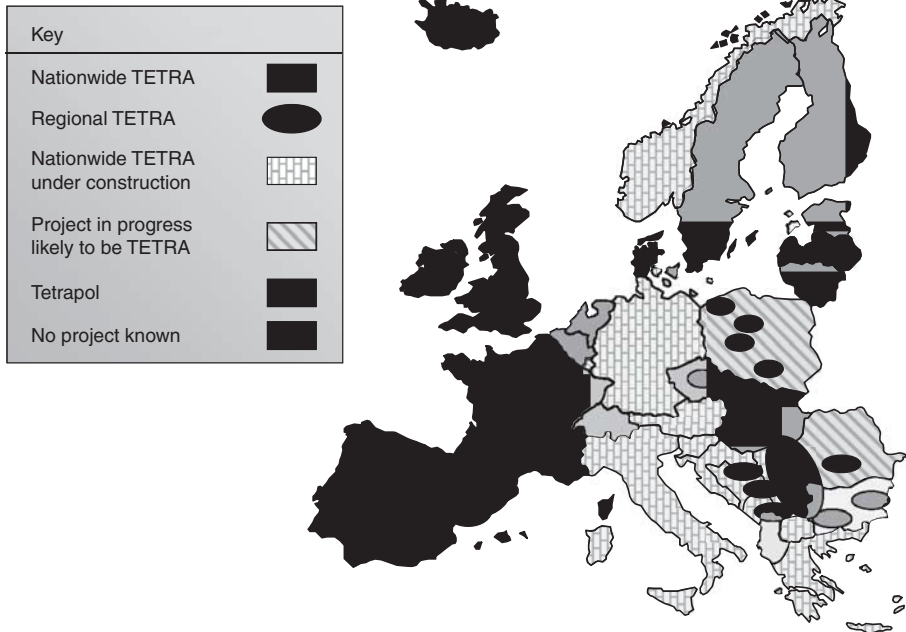 Key
Nationwide TETRA
Regional TETRA
Nationwide TETRA
under construction
Project in progress
likely to be TETRA
Tetrapol
No project known